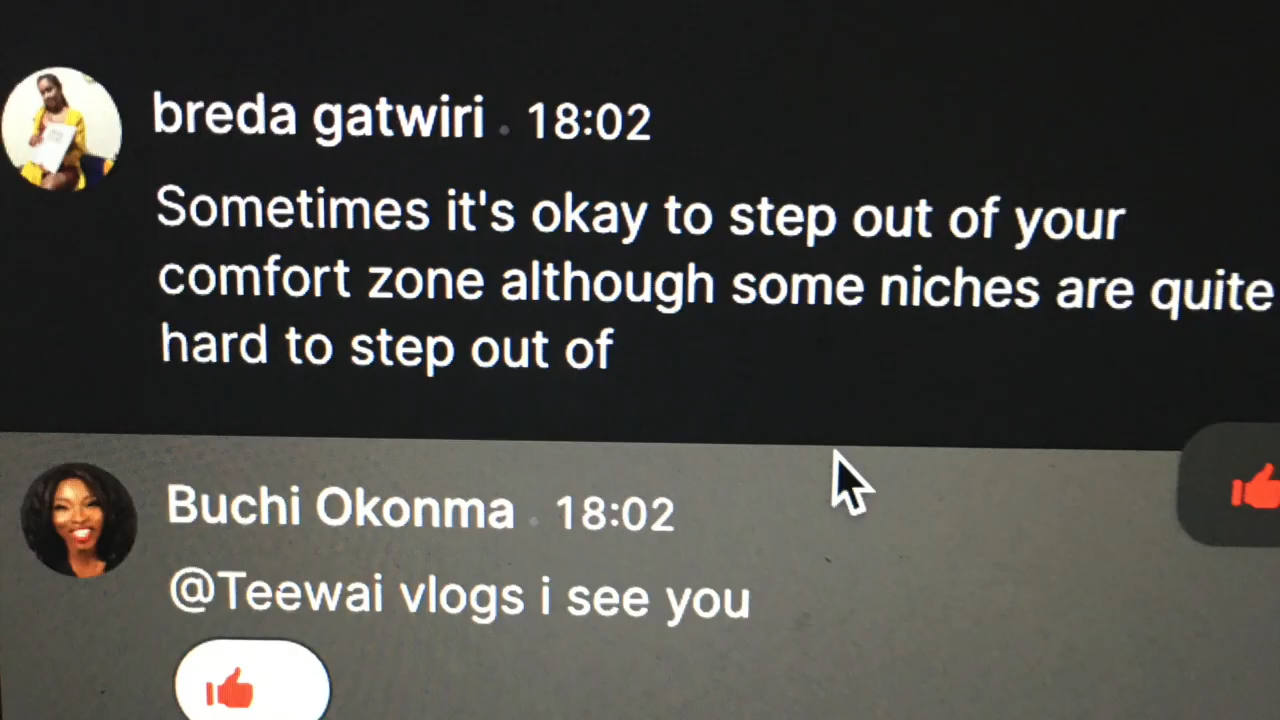 breda gatwiri 18:02
Sometimes it's okay to step out of your
comfort zone although some niches are quite
hard to step out of
Buchi Okonma 18:02
@Teewai vlogs i see you